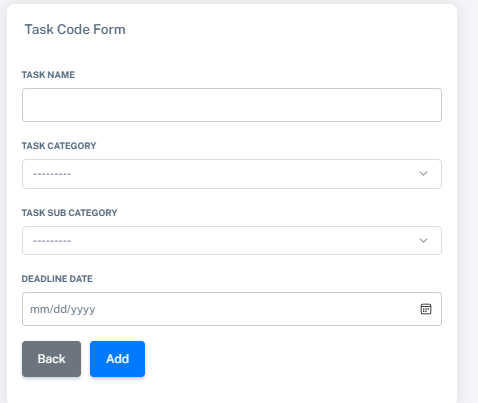 Task Code Form
TASK NAME
TASK CATEGORY
---------
TASK SUB CATEGORY
---------
DEADLINE DATE
mm/dd/yyyy
Back Add